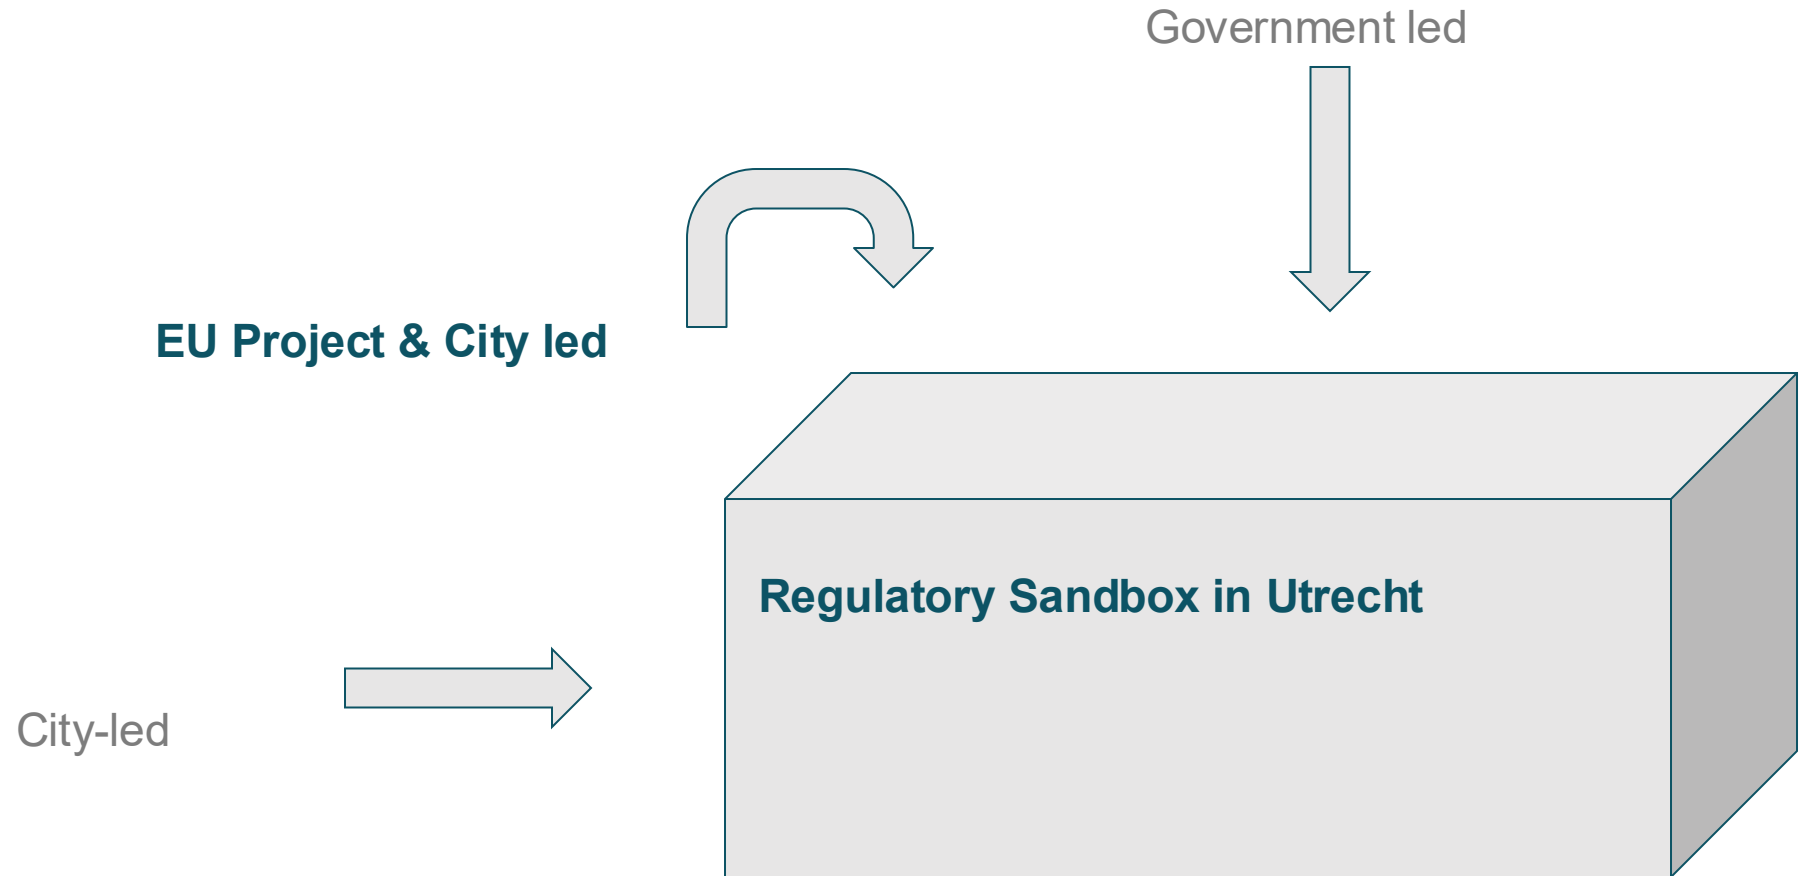 Government led
EU Project & City led
Regulatory Sandbox in Utrecht
City-led